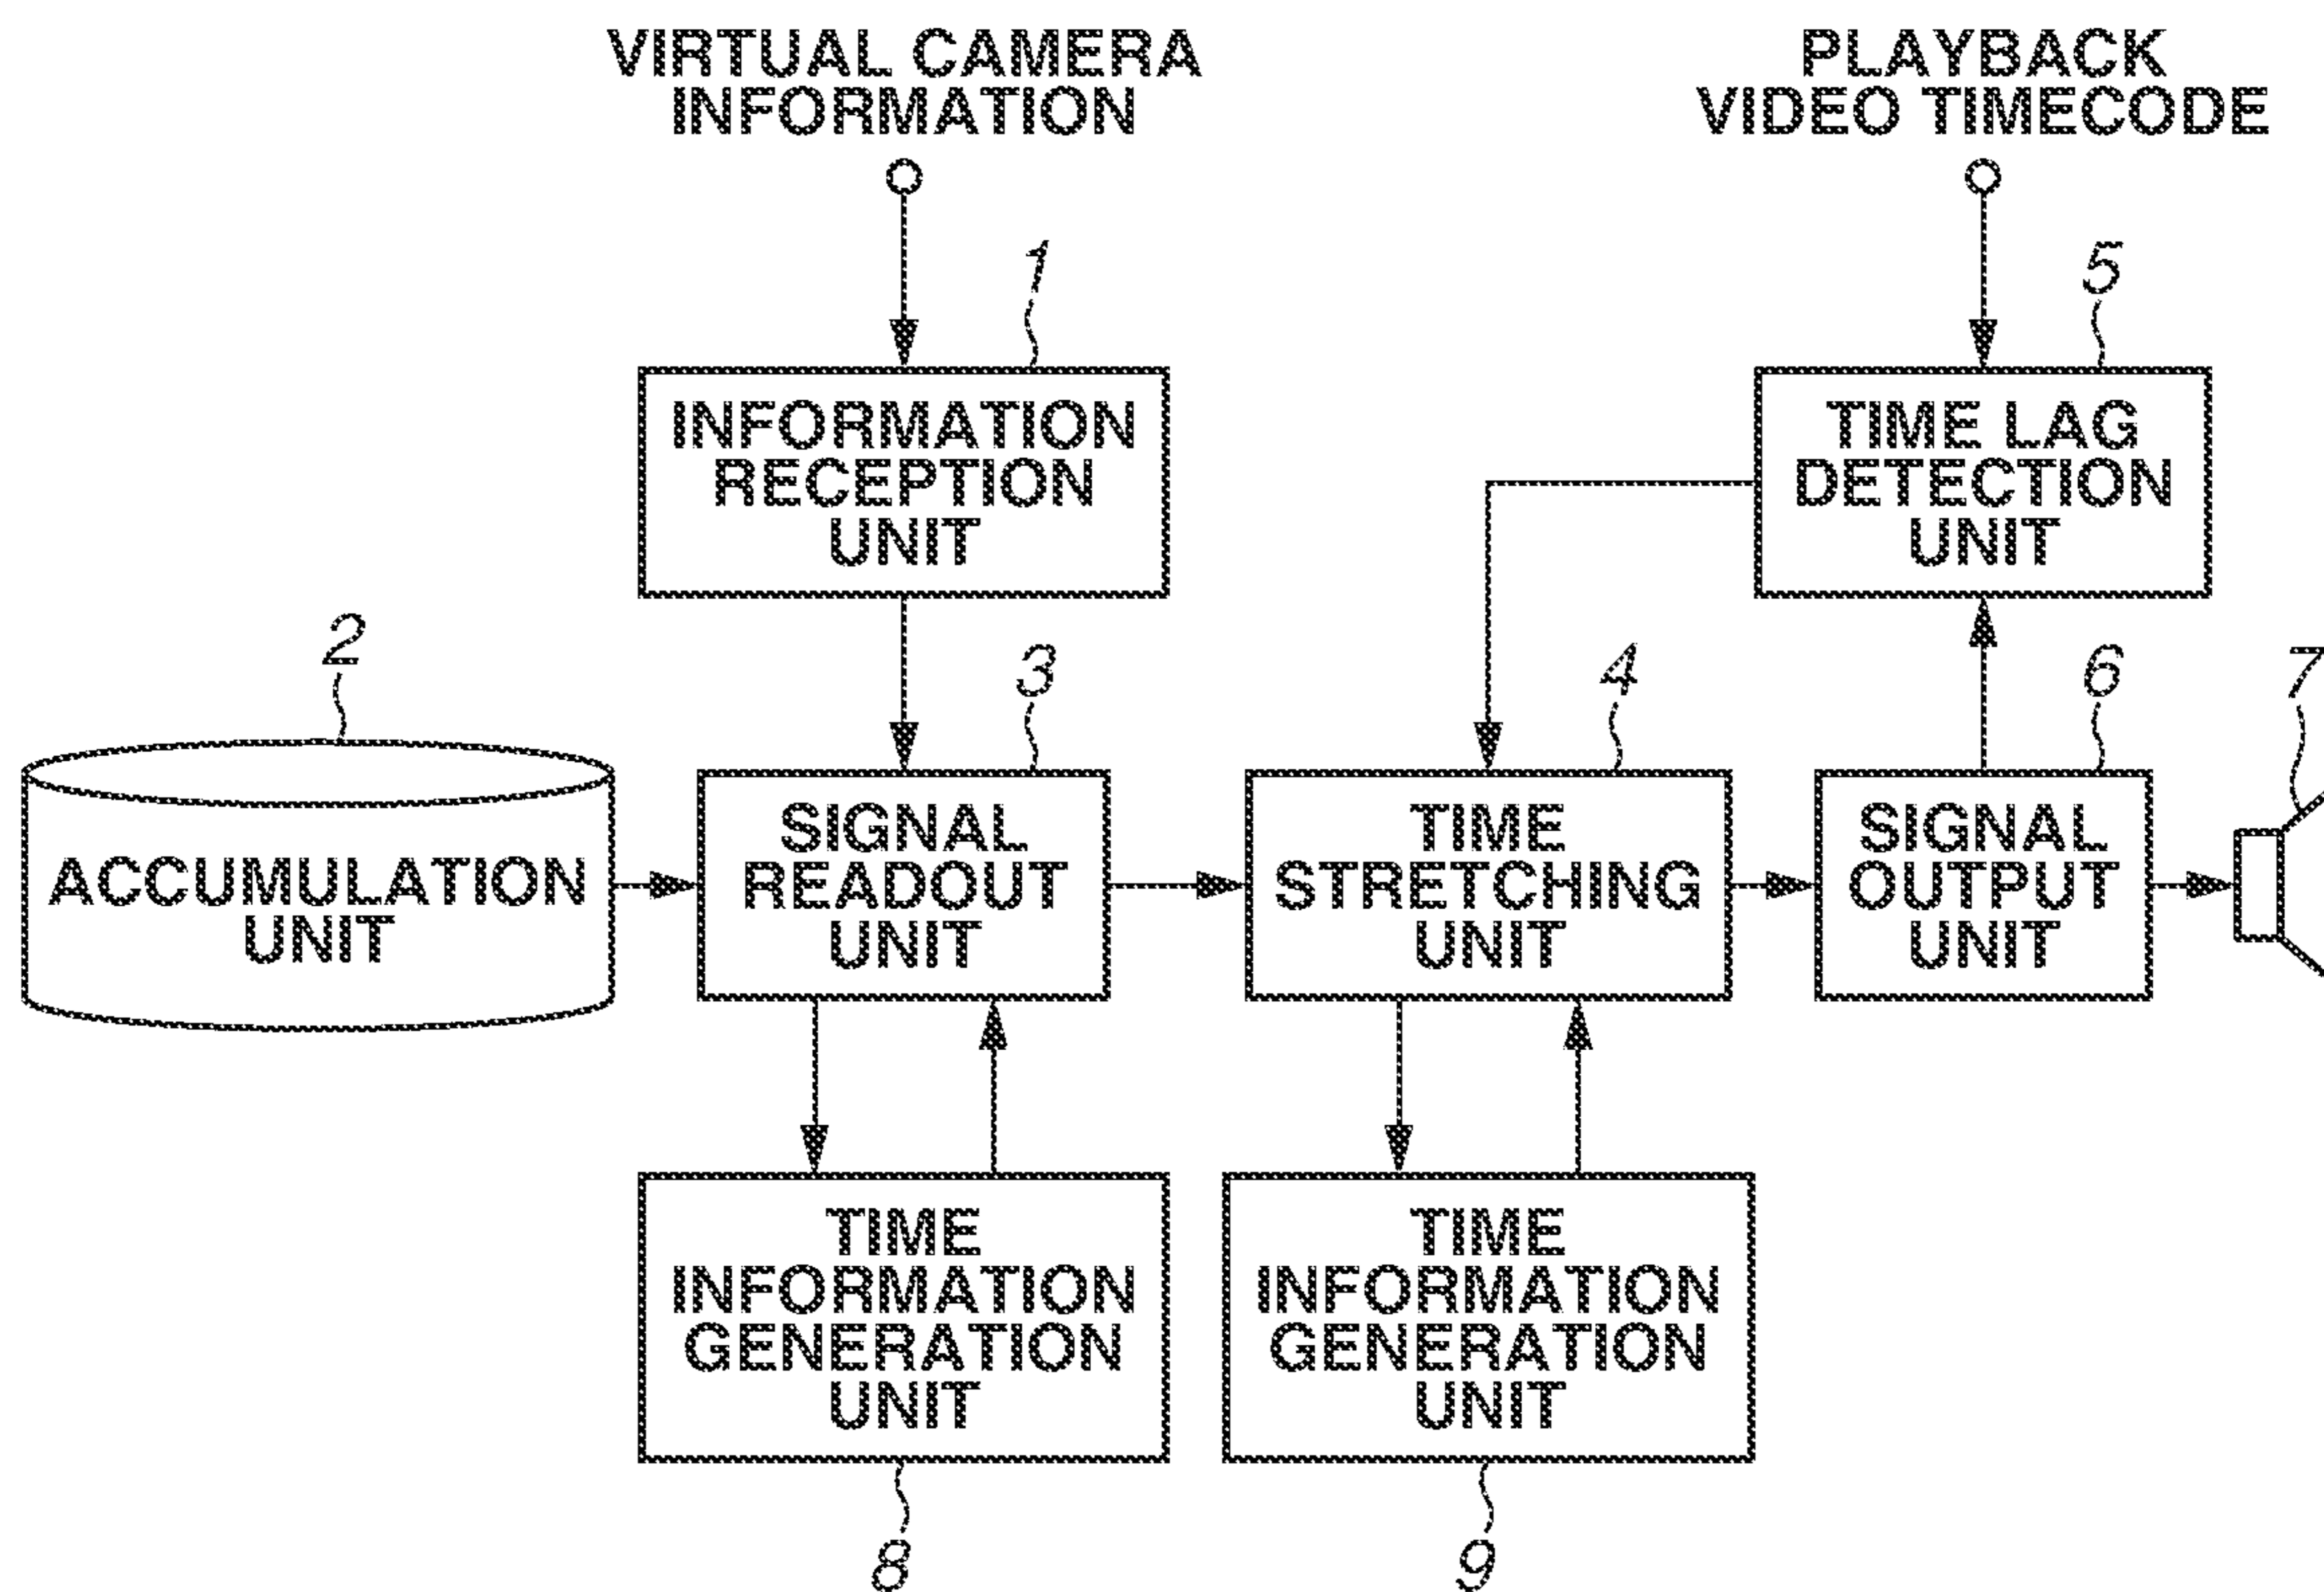 VIRTUAL CAMERA
INFORMATION
PLAYBACK
VIDEO TIMECODE
1
5
INFORMATION
RECEPTION
UNIT
TIME LAG
DETECTION
UNIT
2
3
4
6
7
ACCUMULATION
UNIT
SIGNAL
READOUT
UNIT
TIME
STRETCHING
UNIT
SIGNAL
OUTPUT
UNIT
TIME
INFORMATION
GENERATION
UNIT
TIME
INFORMATION
GENERATION
UNIT
8
9